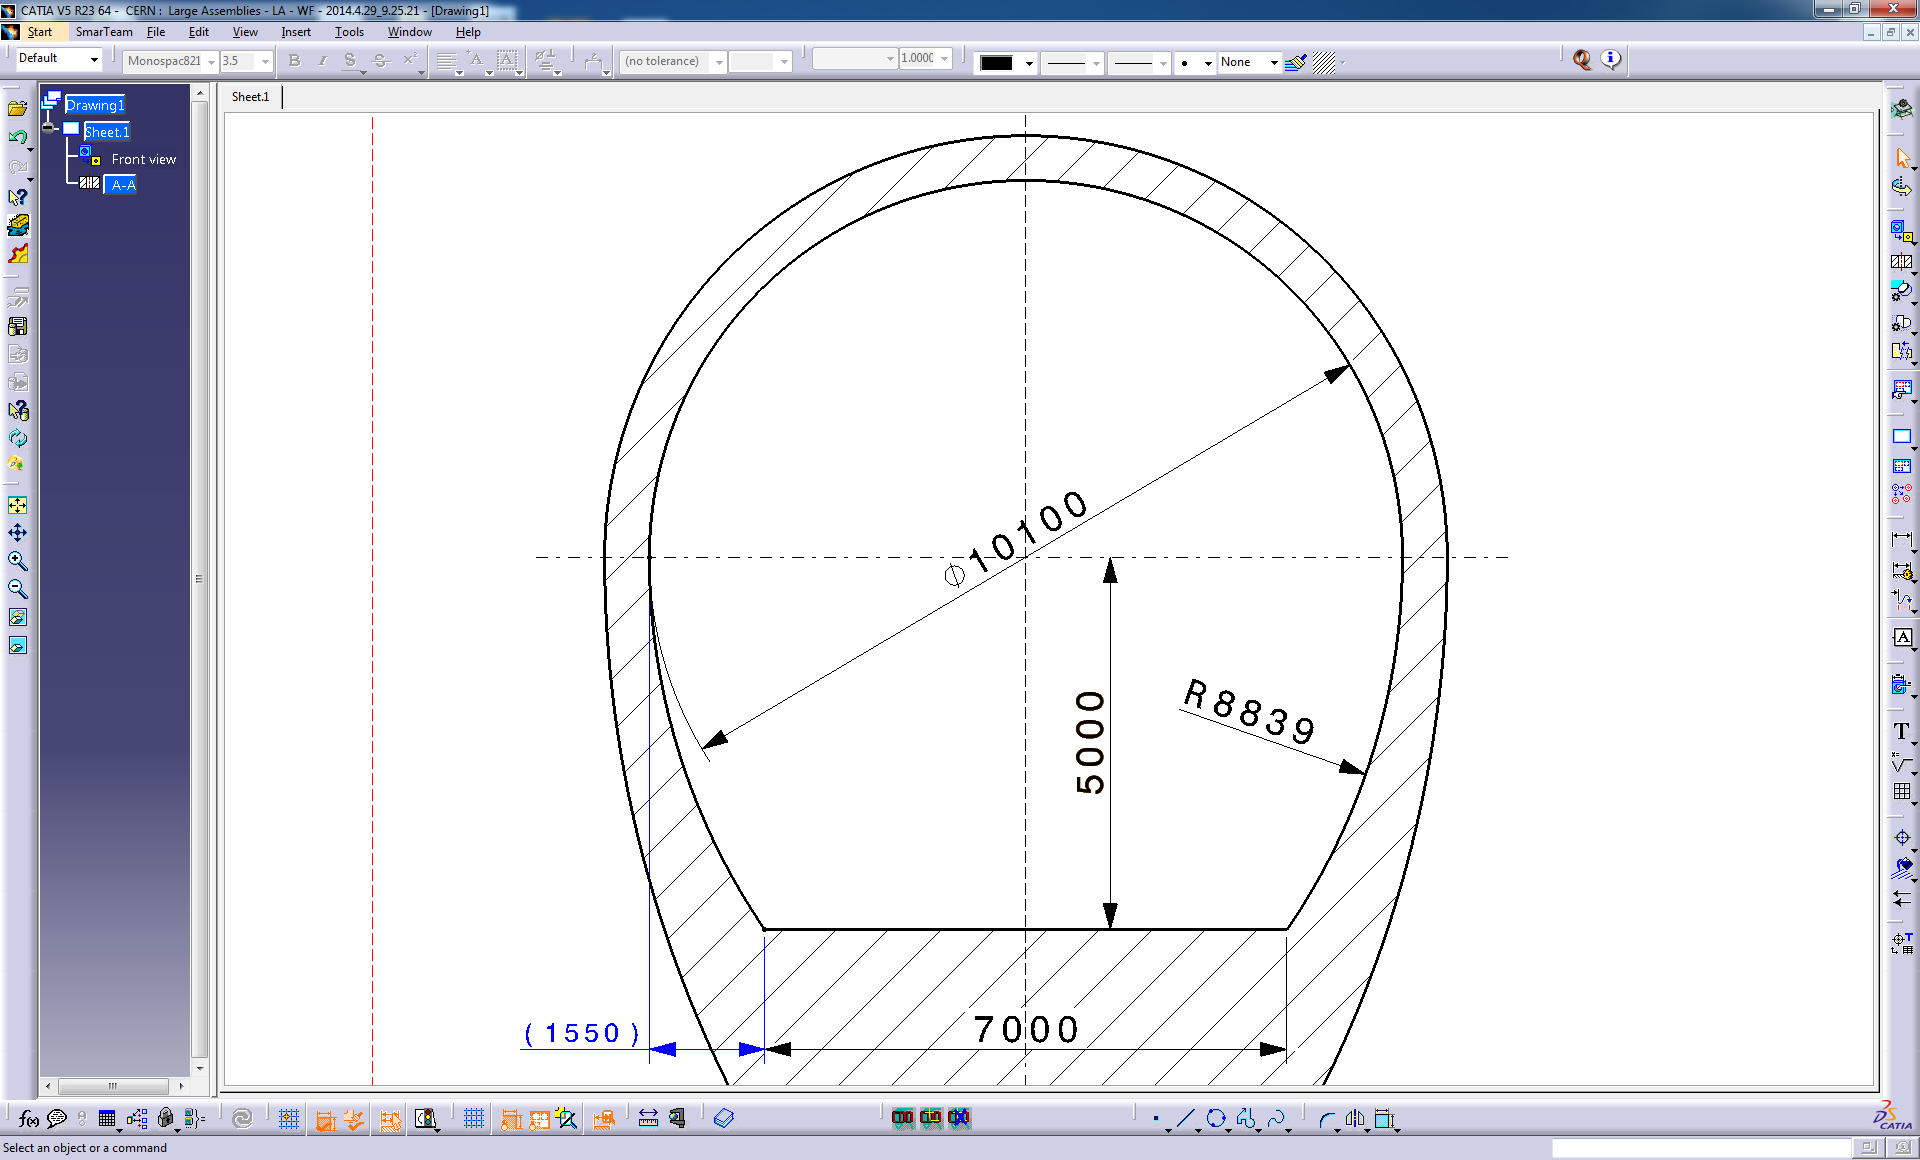 CATIA V5 R23 64 - CERN : Large Assemblies - LA - WF - 2014.4.29_9.25.21 - [Drawing1]
Start SmarTeam File Edit View Insert Tools Window Help
Default Monospac821 3.5 B I S S (no tolerance) 1.0000 None
Drawing1
Sheet.1
Front view
A-A
Sheet.1
⌀10100
5000
R8839
(1550)
7000
A
T
f(x)
CATIA
Select an object or a command